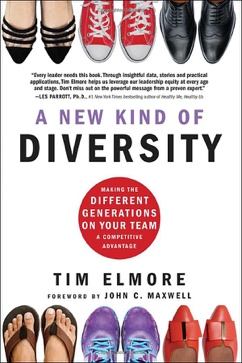 "Every leader needs this book. Through insightful data, stories and practical
applications, Tim Elmore helps us leverage our leadership equity at every age
and stage. Don't miss out on the powerful message from a proven expert."
—LES PARROTT, Ph.D., #1 New York Times bestselling author of Healthy Me, Healthy Us
A NEW KIND OF
DIVERSITY
MAKING THE
DIFFERENT
GENERATIONS
ON YOUR TEAM
A COMPETITIVE
ADVANTAGE
TIM ELMORE
FOREWORD BY JOHN C. MAXWELL